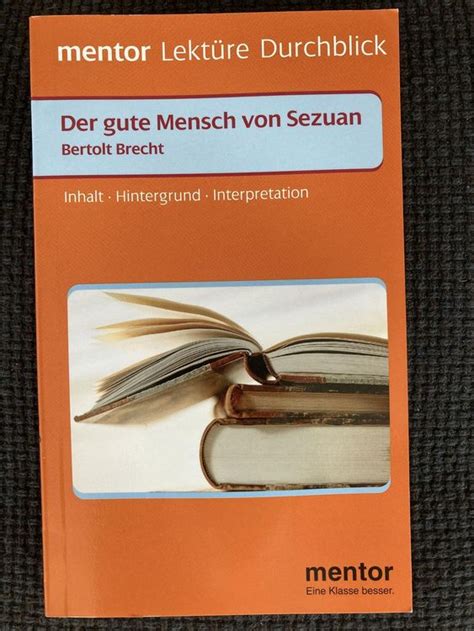 mentor Lektüre Durchblick
Der gute Mensch von Sezuan
Bertolt Brecht
Inhalt · Hintergrund · Interpretation
mentor
Eine Klasse besser.